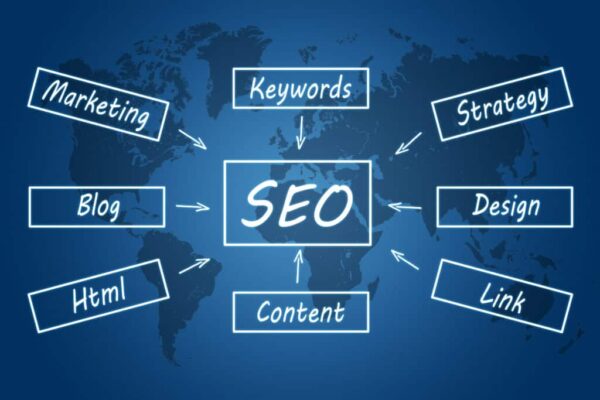 Marketing
Keywords
Strategy
Blog
SEO
Design
Html
Content
Link